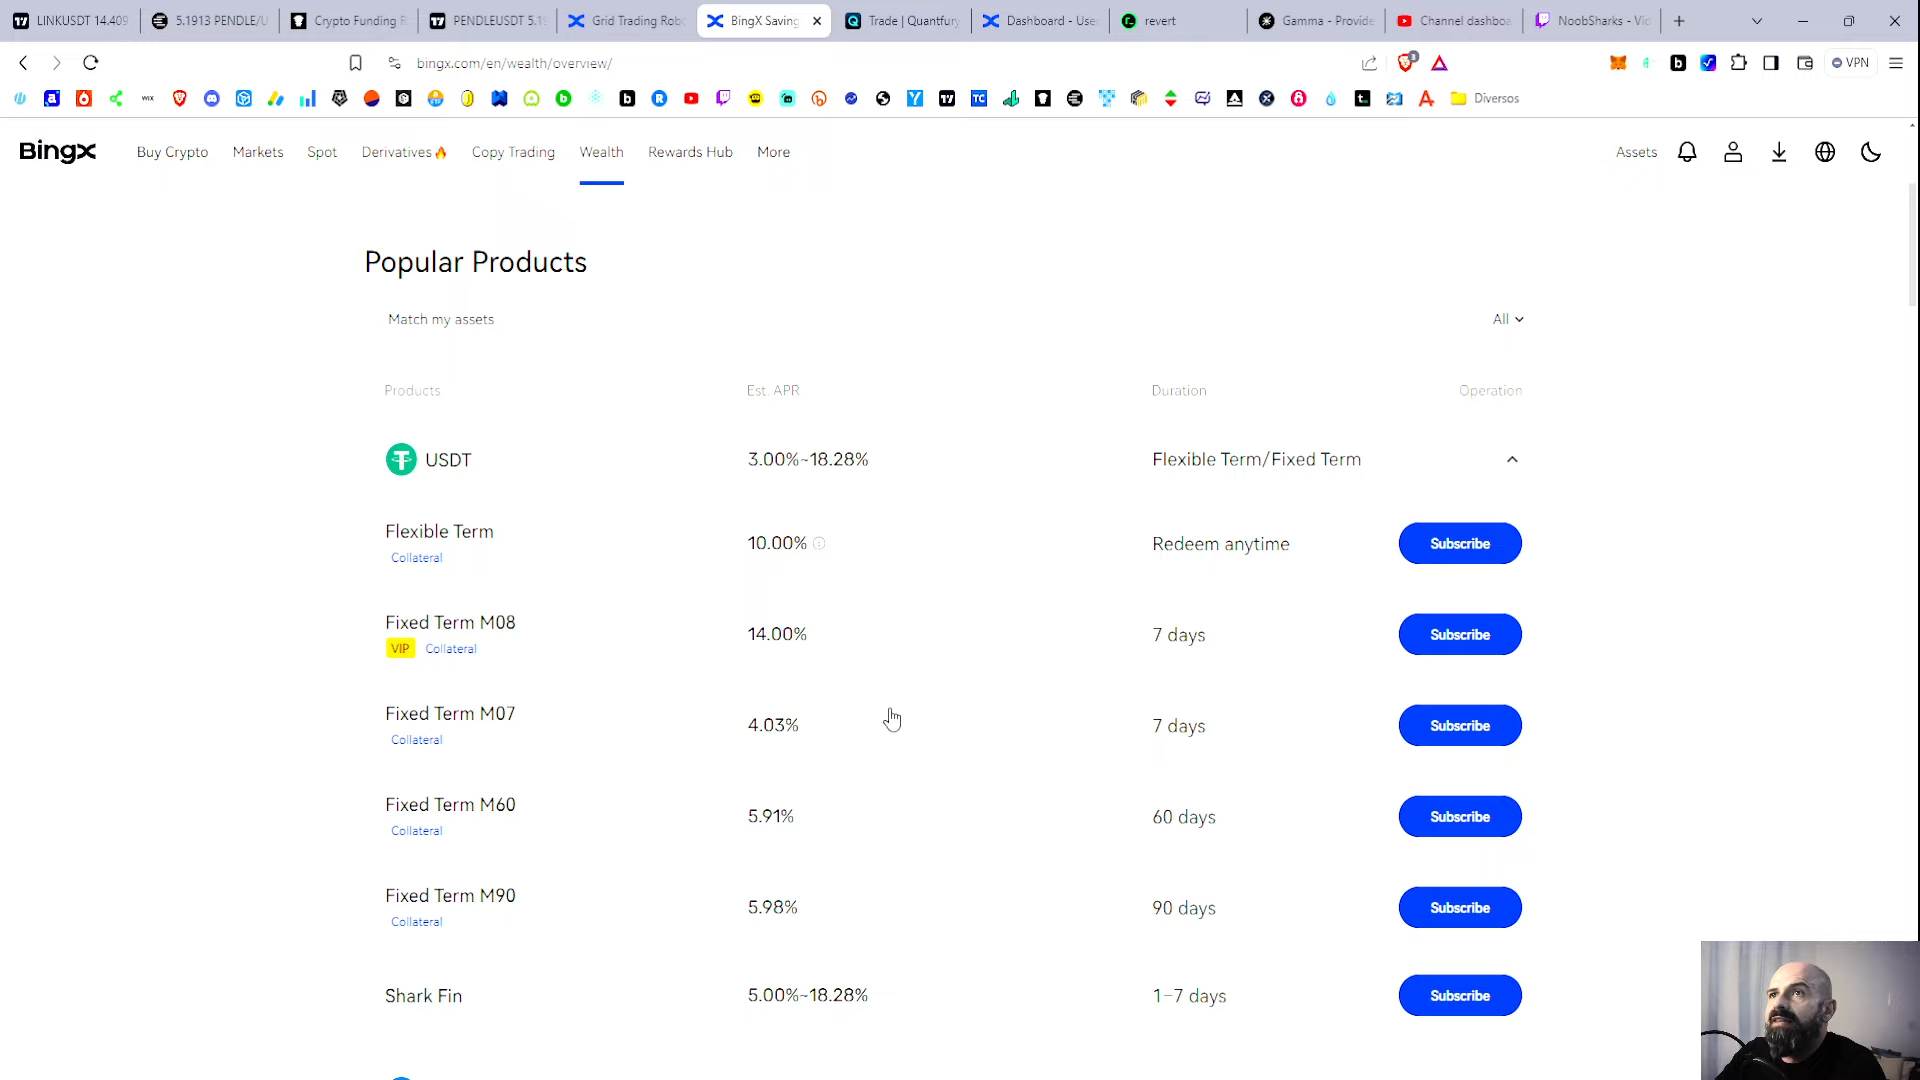 LINKUSDT 14.409
5.1913 PENDLE/U
Crypto Funding R
PENDLEUSDT 5.1
Grid Trading Robo
BingX Saving
Trade | Quantfury
Dashboard - Use
revert
Gamma - Provide
Channel dashboa
NoobSharks - Vi
bingx.com/en/wealth/overview/
VPN
Diversos
BingX
Buy Crypto
Markets
Spot
Derivatives
Copy Trading
Wealth
Rewards Hub
More
Assets
Popular Products
Match my assets
All
Products
Est. APR
Duration
Operation
USDT
3.00%~18.28%
Flexible Term/Fixed Term
Flexible Term
Collateral
10.00%
Redeem anytime
Subscribe
Fixed Term M08
VIP Collateral
14.00%
7 days
Subscribe
Fixed Term M07
Collateral
4.03%
7 days
Subscribe
Fixed Term M60
Collateral
5.91%
60 days
Subscribe
Fixed Term M90
Collateral
5.98%
90 days
Subscribe
Shark Fin
5.00%~18.28%
1-7 days
Subscribe